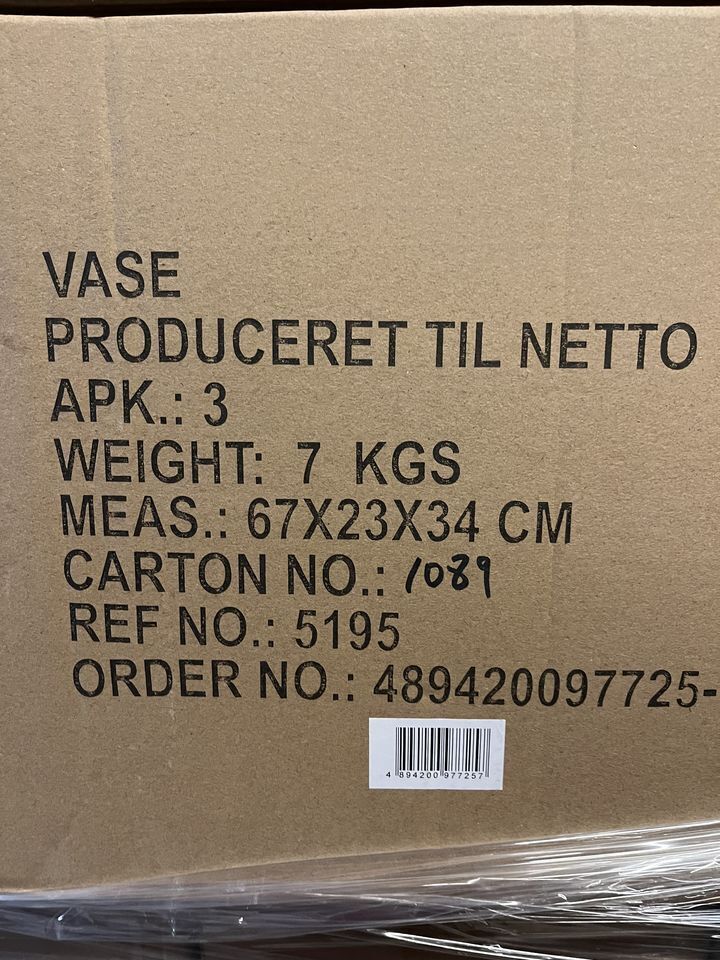 VASE
PRODUCERET TIL NETTO
APK.: 3
WEIGHT: 7 KGS
MEAS.: 67X23X34 CM
CARTON NO.: 1089
REF NO.: 5195
ORDER NO.: 489420097725-
4 894200 977257